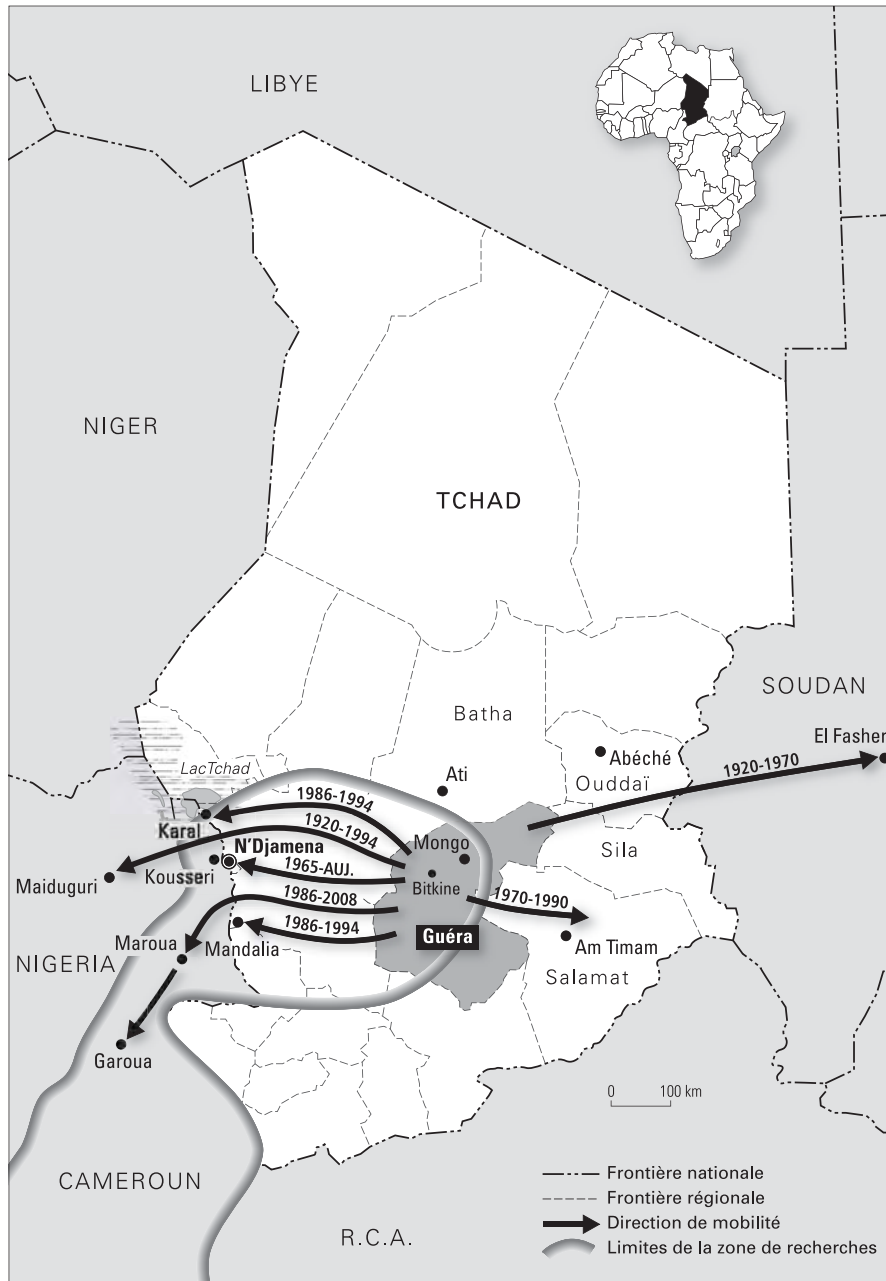 LIBYE
NIGER
TCHAD
SOUDAN
Batha
El Fasher
LacTchad
Abéché
1920-1970
Ati
Ouddaï
1986-1994
Karal
1920-1994
Mongo
N'Djamena
Sila
Kousseri
1965-AUJ.
Bitkine
Maiduguri
1970-1990
1986-2008
1986-1994
Guéra
Maroua
Mandalia
Am Timam
NIGERIA
Salamat
Garoua
0 100 km
CAMEROUN
R.C.A.
Frontière nationale
Frontière régionale
Direction de mobilité
Limites de la zone de recherches